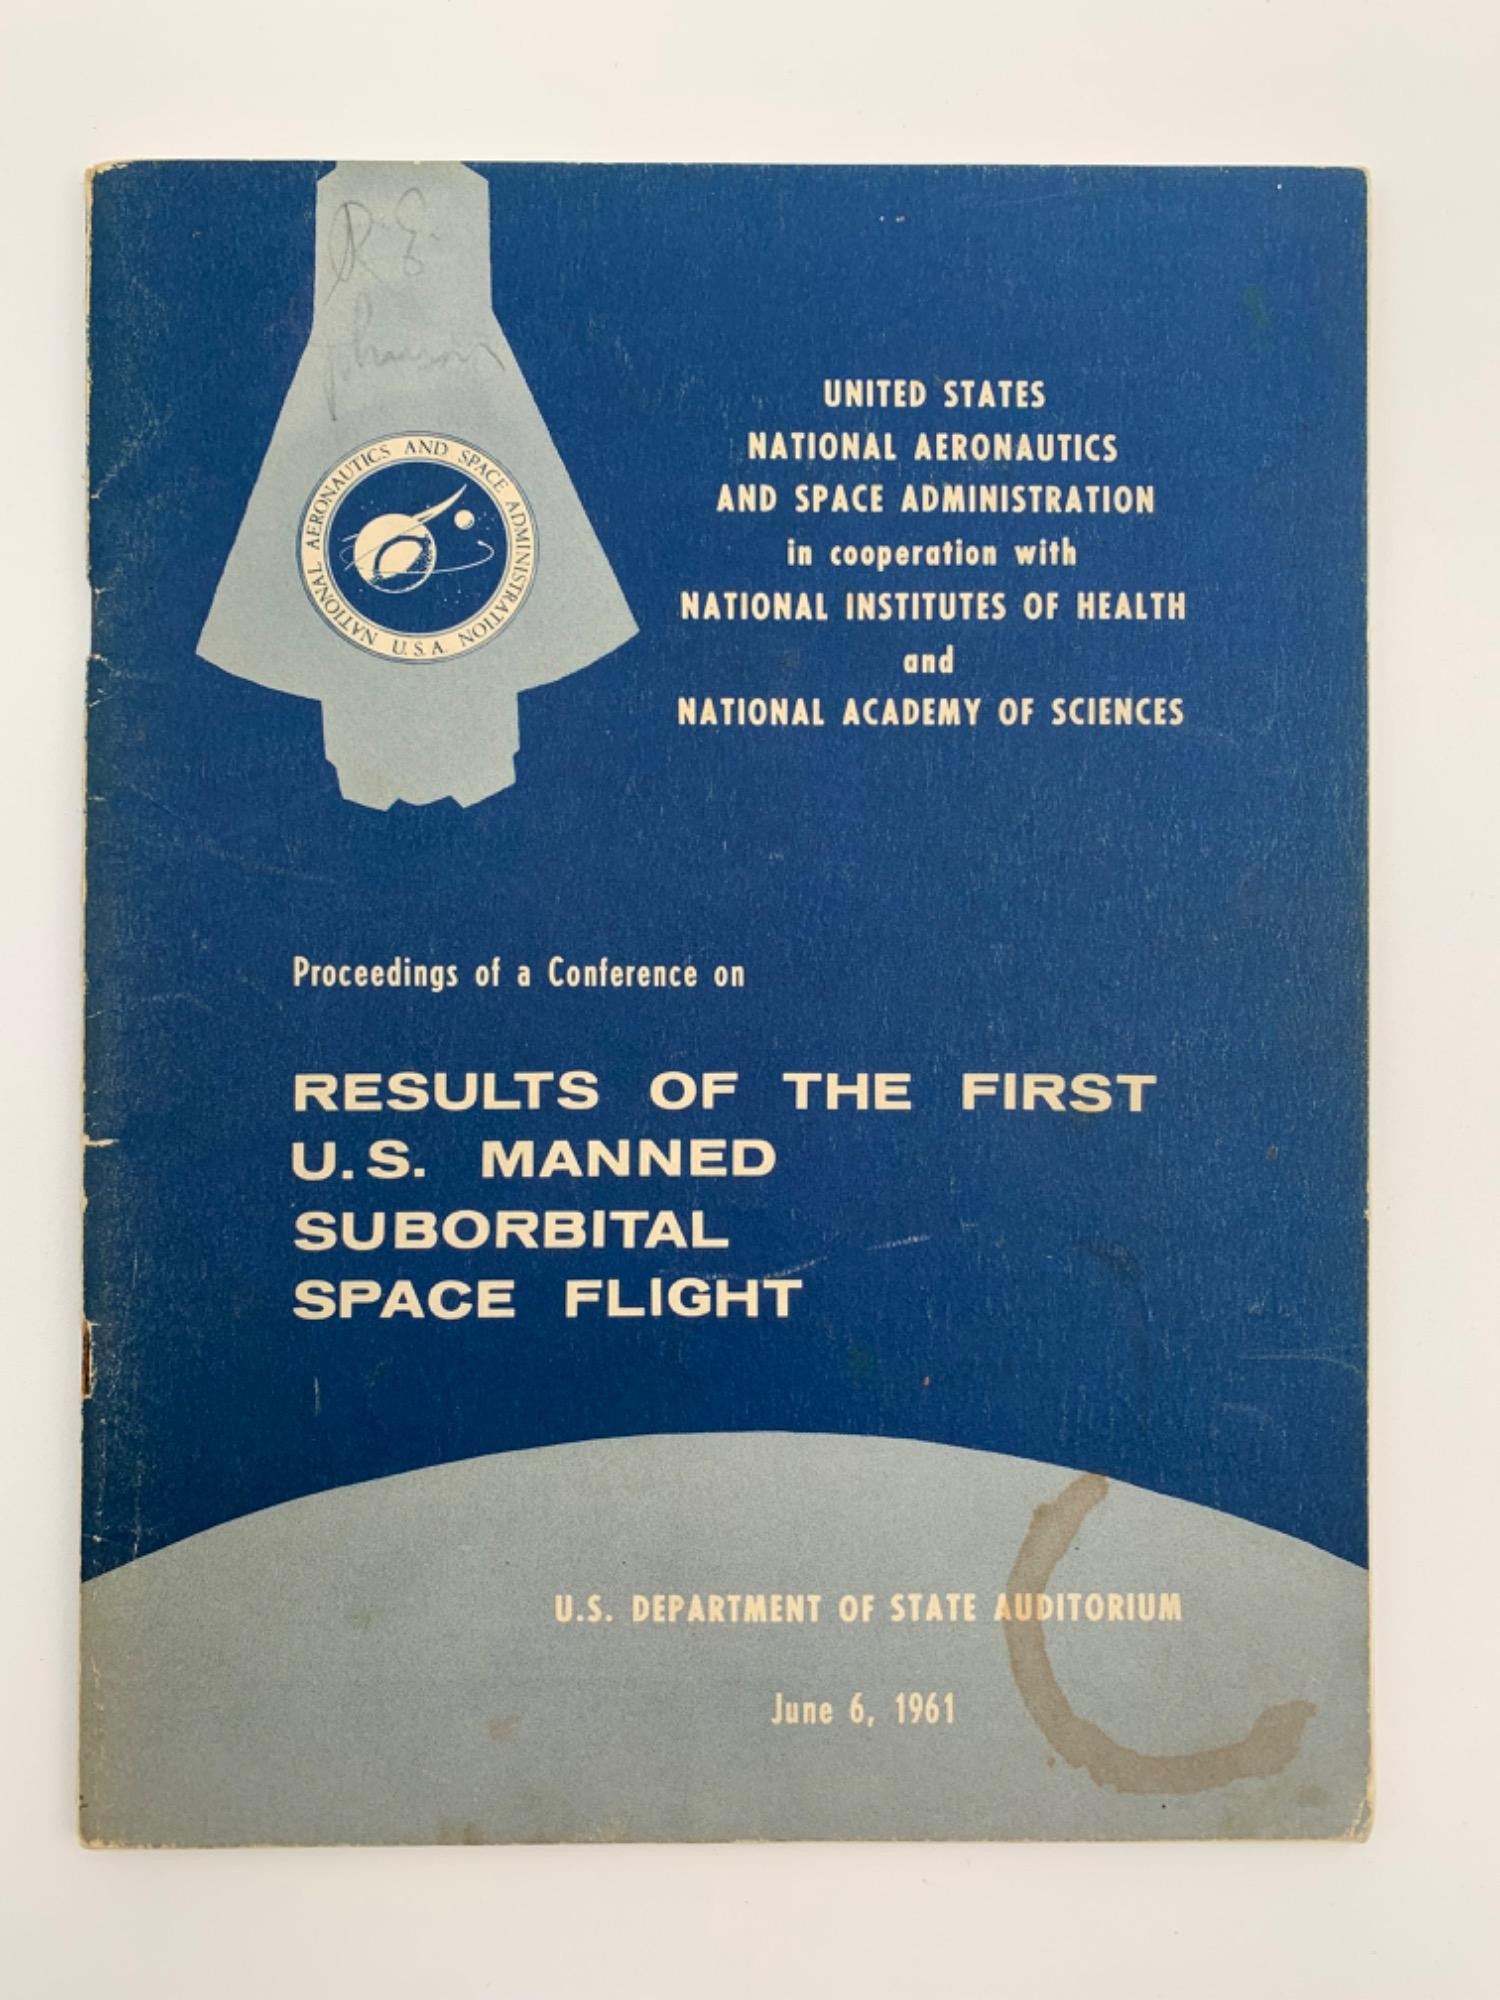 R. E.
Johnson
NATIONAL AERONAUTICS AND SPACE ADMINISTRATION
U.S.A.
UNITED STATES
NATIONAL AERONAUTICS
AND SPACE ADMINISTRATION
in cooperation with
NATIONAL INSTITUTES OF HEALTH
and
NATIONAL ACADEMY OF SCIENCES
Proceedings of a Conference on
RESULTS OF THE FIRST
U.S. MANNED
SUBORBITAL
SPACE FLIGHT
U.S. DEPARTMENT OF STATE AUDITORIUM
June 6, 1961